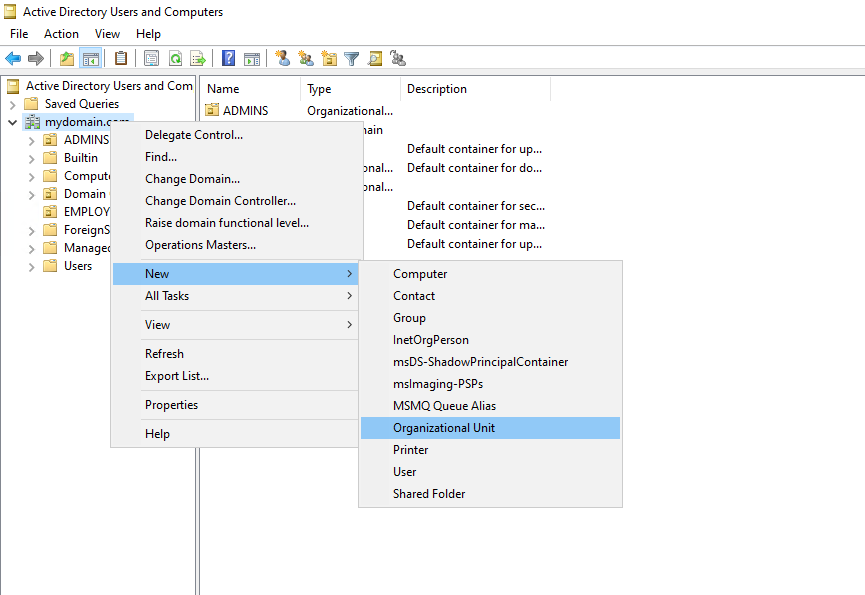 Active Directory Users and Computers
File Action View Help
Active Directory Users and Com
Saved Queries
mydomain.com
ADMINS
Builtin
Compute
Domain
EMPLOY
ForeignS
Managed
Users
Name Type Description
ADMINS Organizational...
main
Default container for up...
onal... Default container for do...
onal...
Default container for sec...
Default container for ma...
Default container for up...
Delegate Control...
Find...
Change Domain...
Change Domain Controller...
Raise domain functional level...
Operations Masters...
New
All Tasks
View
Refresh
Export List...
Properties
Help
Computer
Contact
Group
InetOrgPerson
msDS-ShadowPrincipalContainer
msImaging-PSPs
MSMQ Queue Alias
Organizational Unit
Printer
User
Shared Folder